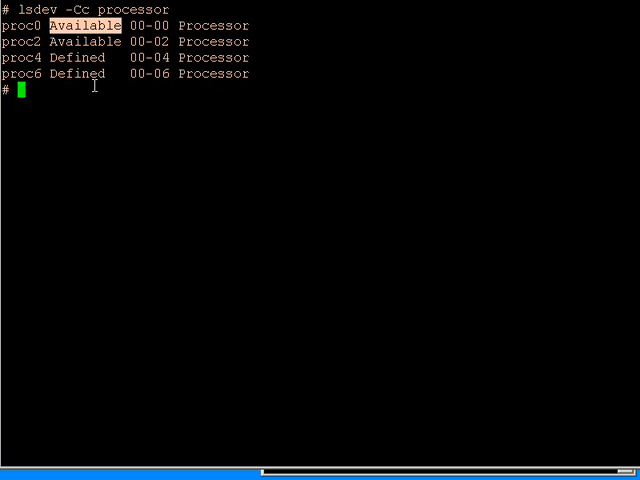 # lsdev -Cc processor
proc0 Available 00-00 Processor
proc2 Available 00-02 Processor
proc4 Defined   00-04 Processor
proc6 Defined   00-06 Processor
#